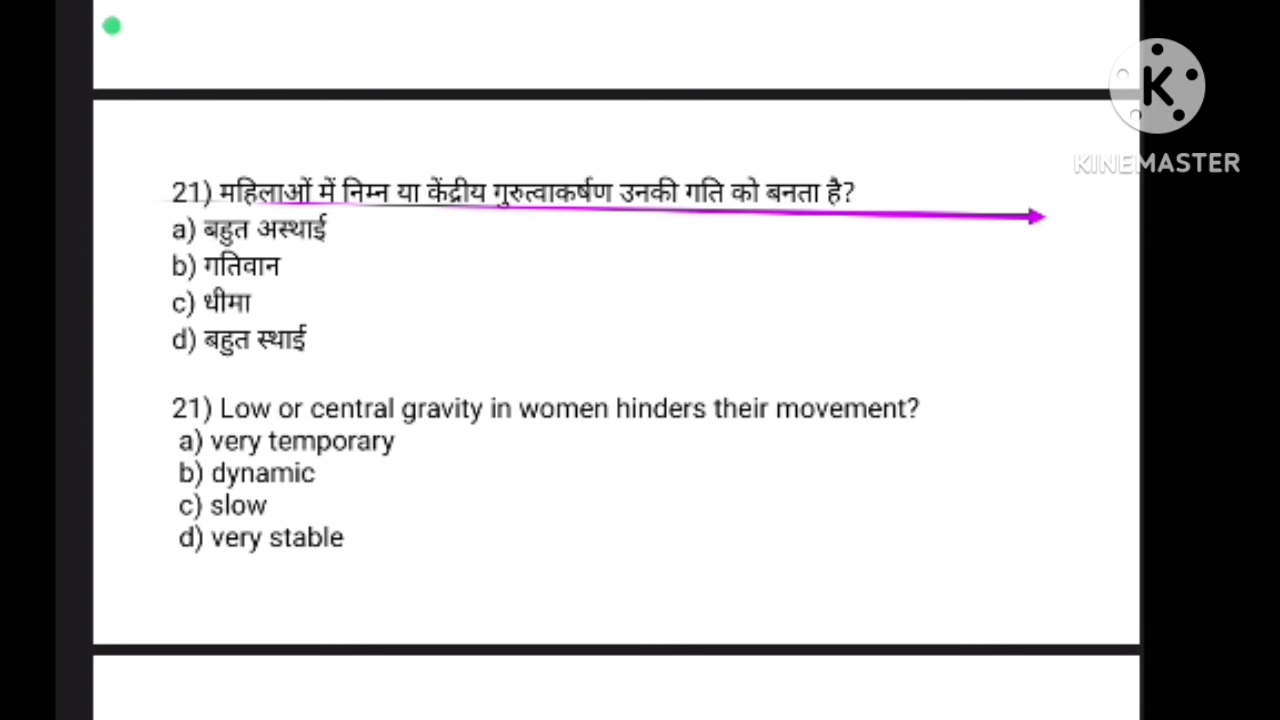 K
KINEMASTER
21) महिलाओं में निम्न या केंद्रीय गुरुत्वाकर्षण उनकी गति को बनता है?
a) बहुत अस्थाई
b) गतिवान
c) धीमा
d) बहुत स्थाई
21) Low or central gravity in women hinders their movement?
a) very temporary
b) dynamic
c) slow
d) very stable